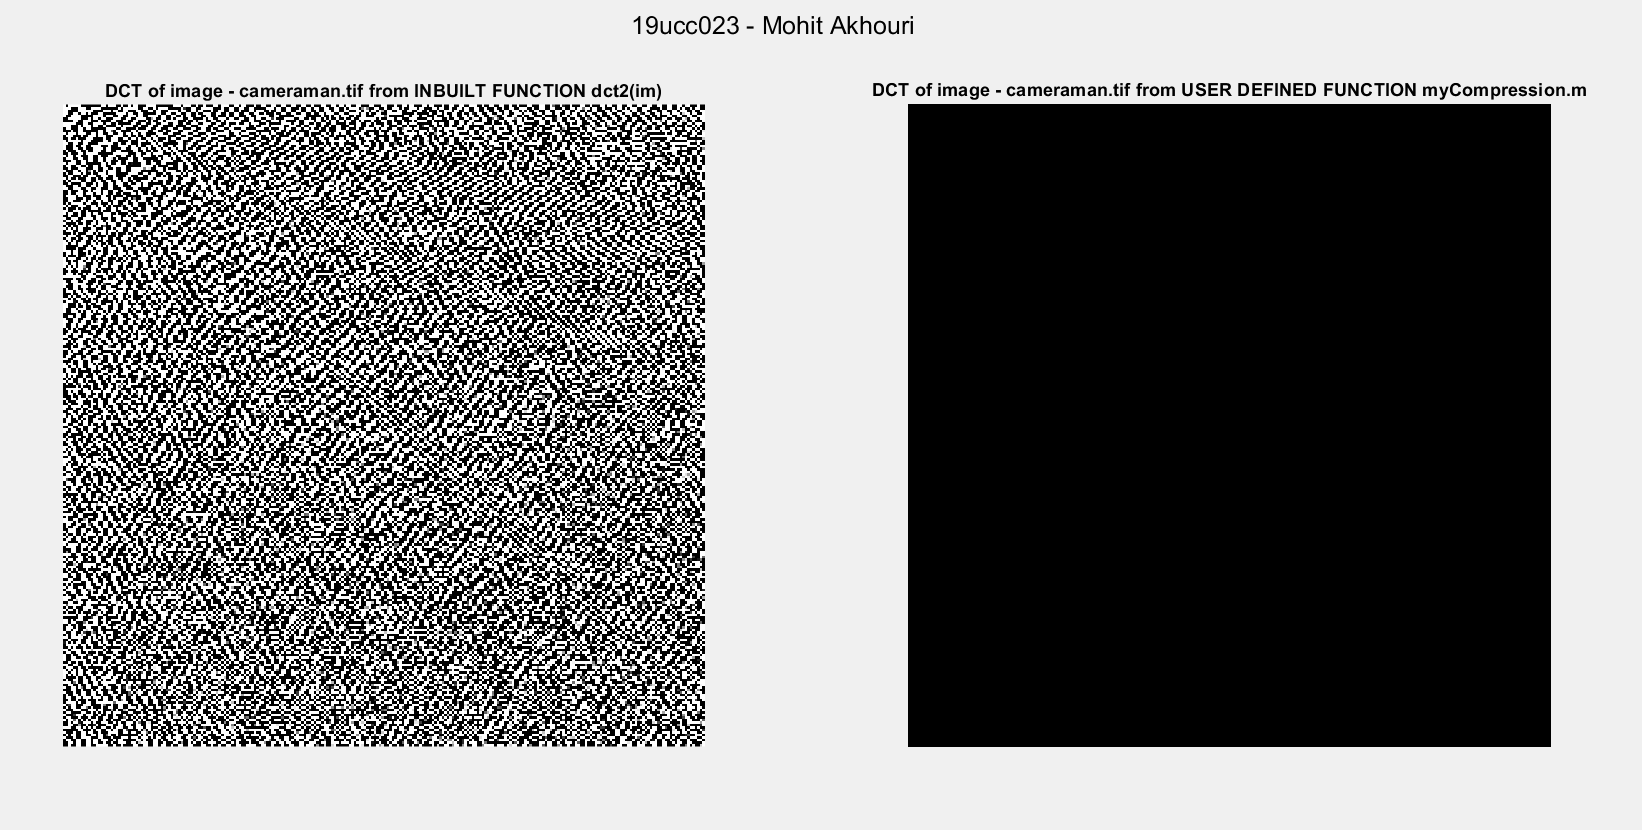 19ucc023 - Mohit Akhouri
DCT of image - cameraman.tif from INBUILT FUNCTION dct2(im)
DCT of image - cameraman.tif from USER DEFINED FUNCTION myCompression.m